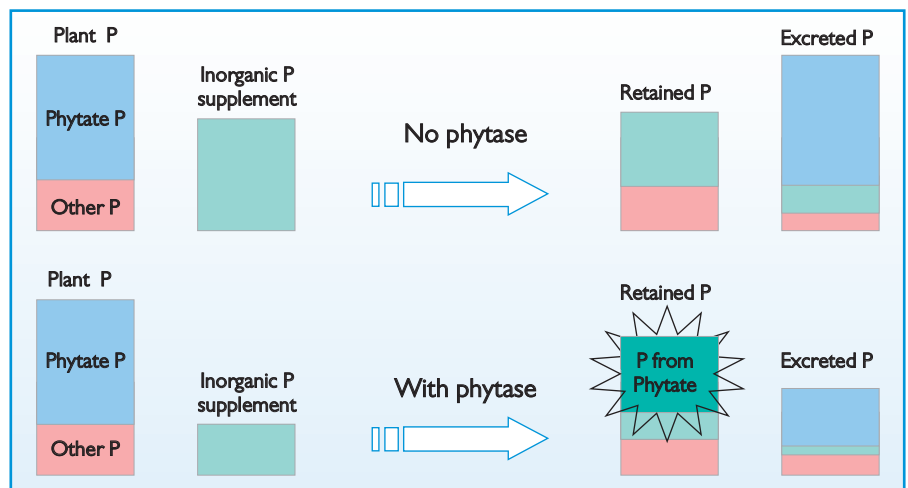 Plant P
Phytate P
Other P
Inorganic P
supplement
No phytase
Retained P
Excreted P
Plant P
Phytate P
Other P
Inorganic P
supplement
With phytase
Retained P
P from
Phytate
Excreted P